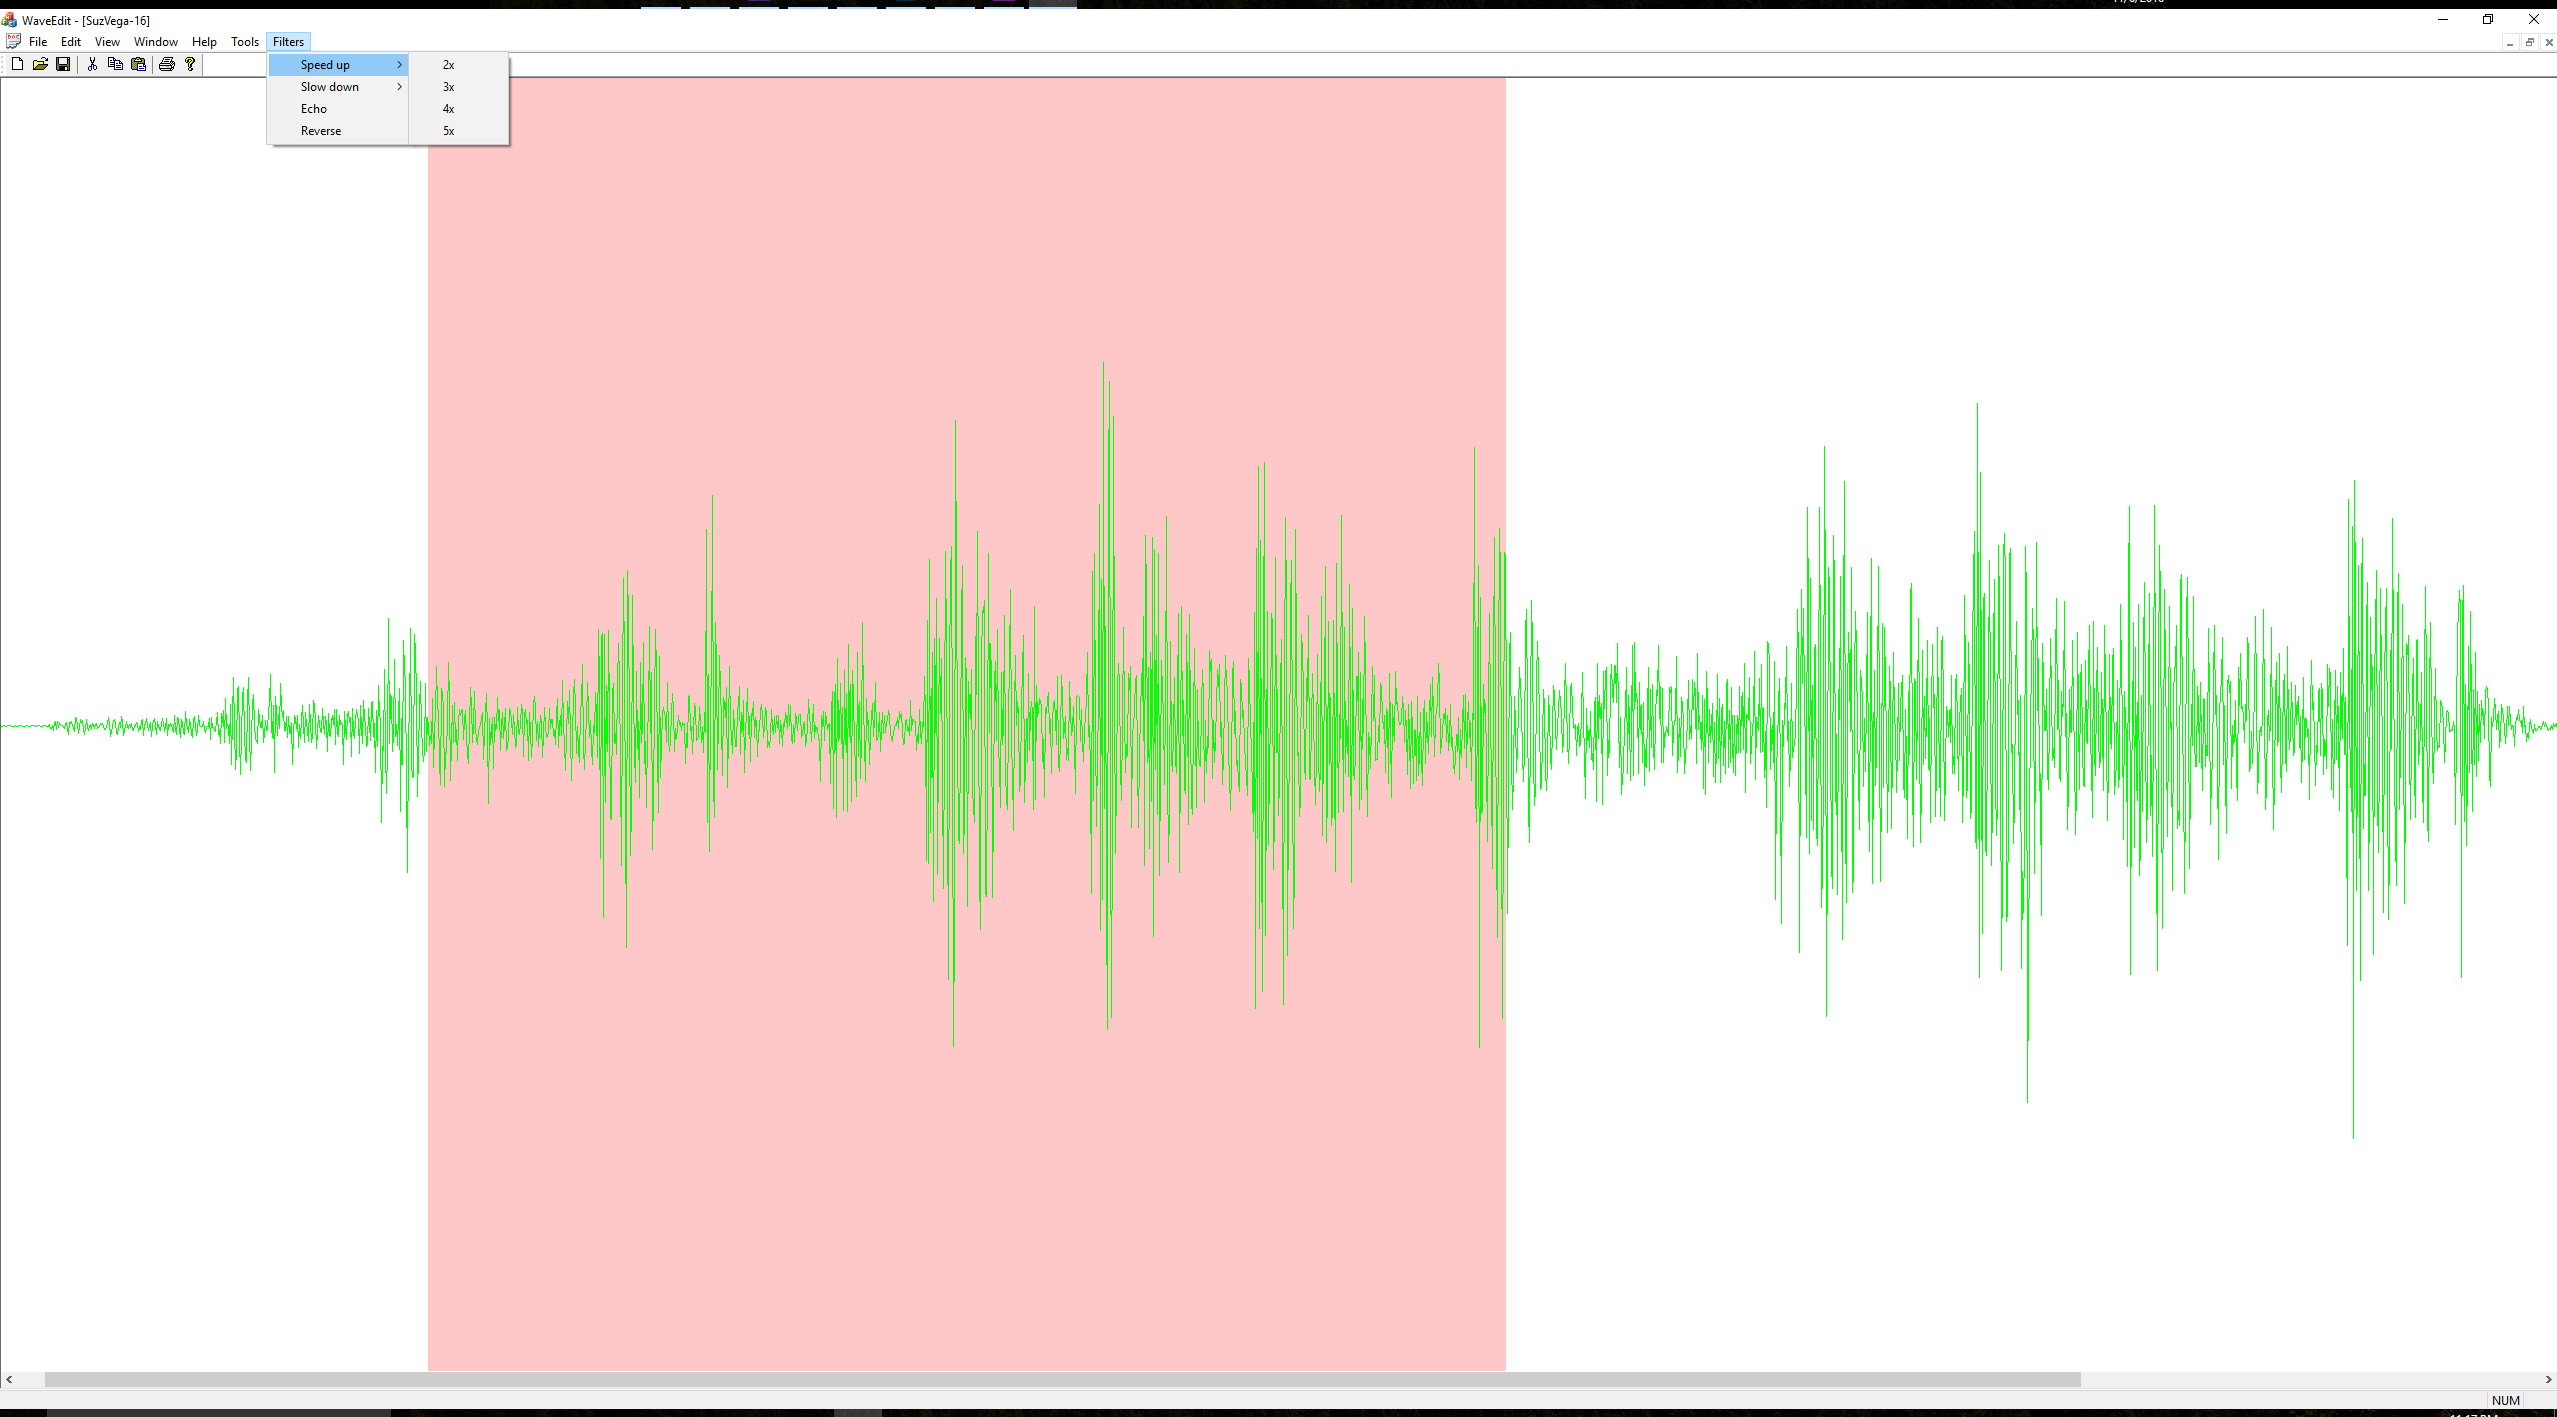 WaveEdit - [SuzVega-16]
File Edit View Window Help Tools Filters
Speed up 2x
Slow down 3x
Echo 4x
Reverse 5x
NUM